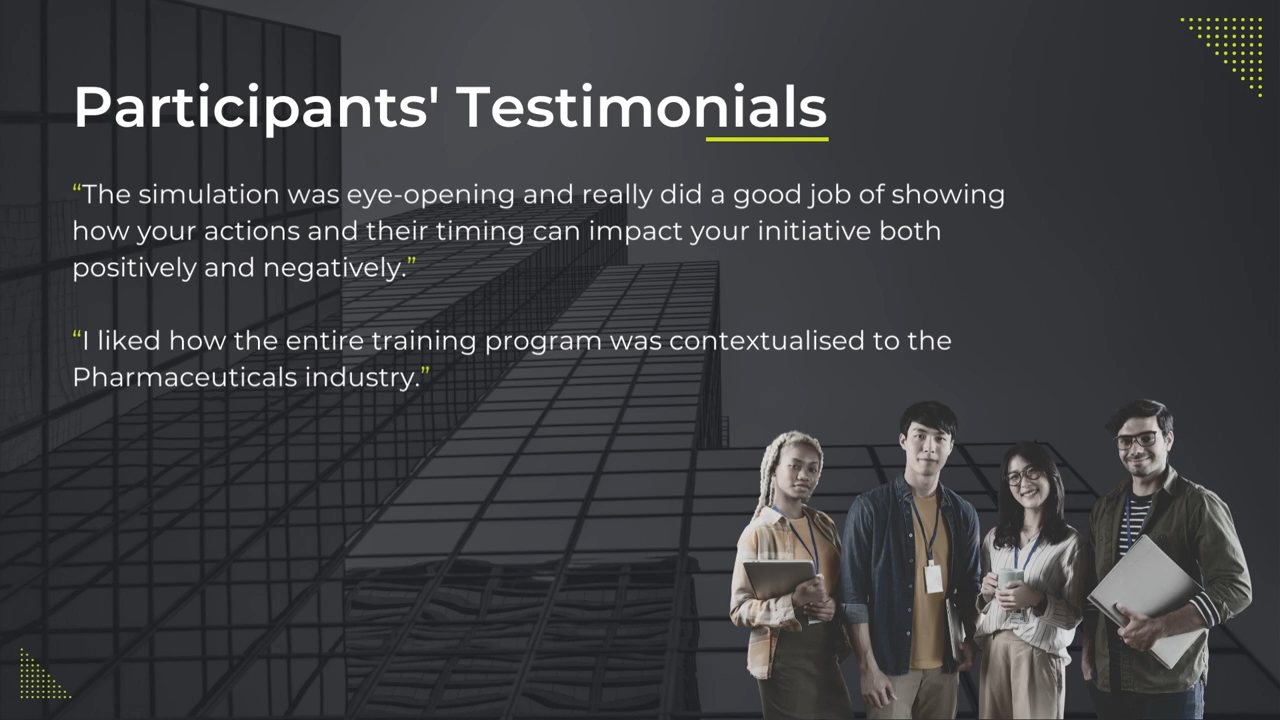 Participants' Testimonials
“The simulation was eye-opening and really did a good job of showing
how your actions and their timing can impact your initiative both
positively and negatively.”
“I liked how the entire training program was contextualised to the
Pharmaceuticals industry.”